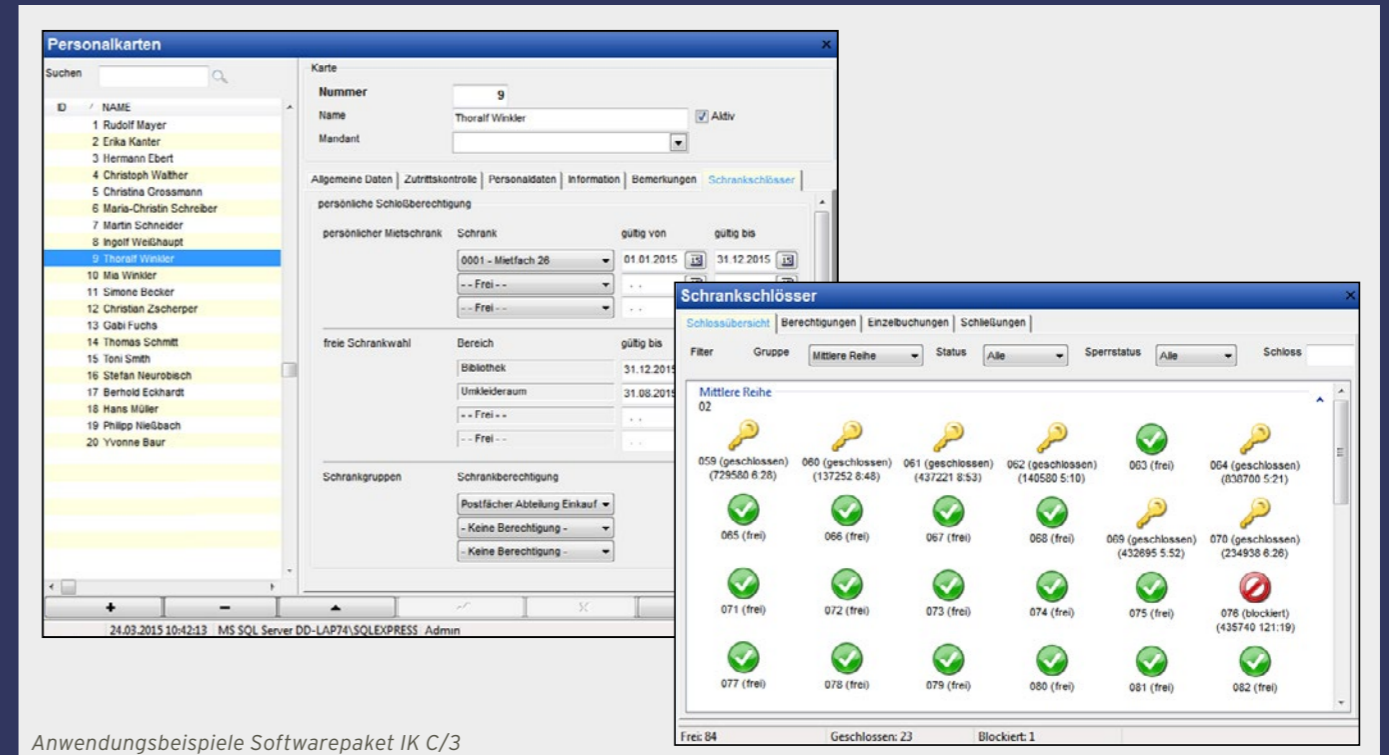 Personalkarten
Suchen
ID / NAME
1 Rudolf Mayer
2 Erika Kanter
3 Hermann Ebert
4 Christoph Walther
5 Christina Grossmann
6 Maria-Christin Schreiber
7 Martin Schneider
8 Ingolf Weißhaupt
9 Thoralf Winkler
10 Mia Winkler
11 Simone Becker
12 Christian Zscherper
13 Gabi Fuchs
14 Thomas Schmitt
15 Toni Smith
16 Stefan Neurobisch
17 Berhold Eckhardt
18 Hans Müller
19 Philipp Nießbach
20 Yvonne Baur
Karte
Nummer 9
Name Thoralf Winkler Aktiv
Mandant
Allgemeine Daten Zutrittskontrolle Personaldaten Information Bemerkungen Schrankschlösser
persönliche Schloßberechtigung
persönlicher Mietschrank Schrank gültig von gültig bis
0001 - Mietfach 26 01.01.2015 15 31.12.2015 15
- - Frei - - . .
- - Frei - - . .
freie Schrankwahl Bereich gültig bis
Bibliothek 31.12.2015
Umkleideraum 31.08.2015
- - Frei - - . .
- - Frei - - . .
Schrankgruppen Schrankberechtigung
Postfächer Abteilung Einkauf
- Keine Berechtigung -
- Keine Berechtigung -
+ −
24.03.2015 10:42:13 MS SQL Server DD-LAP74\SQLEXPRESS Admin
Schrankschlösser
Schlossübersicht Berechtigungen Einzelbuchungen Schließungen
Filter Gruppe Mittlere Reihe Status Alle Sperrstatus Alle Schloss
Mittlere Reihe
02
059 (geschlossen) 060 (geschlossen) 061 (geschlossen) 062 (geschlossen) 063 (frei) 064 (geschlossen)
(729580 6:28) (137252 8:48) (437221 8:53) (140580 5:10) (838700 5:21)
065 (frei) 066 (frei) 067 (frei) 068 (frei) 069 (geschlossen) 070 (geschlossen)
(432695 5:52) (234938 6:26)
071 (frei) 072 (frei) 073 (frei) 074 (frei) 075 (frei) 076 (blockiert)
(435740 121:19)
077 (frei) 078 (frei) 079 (frei) 080 (frei) 081 (frei) 082 (frei)
Frei: 84 Geschlossen: 23 Blockiert: 1
Anwendungsbeispiele Softwarepaket IK C/3